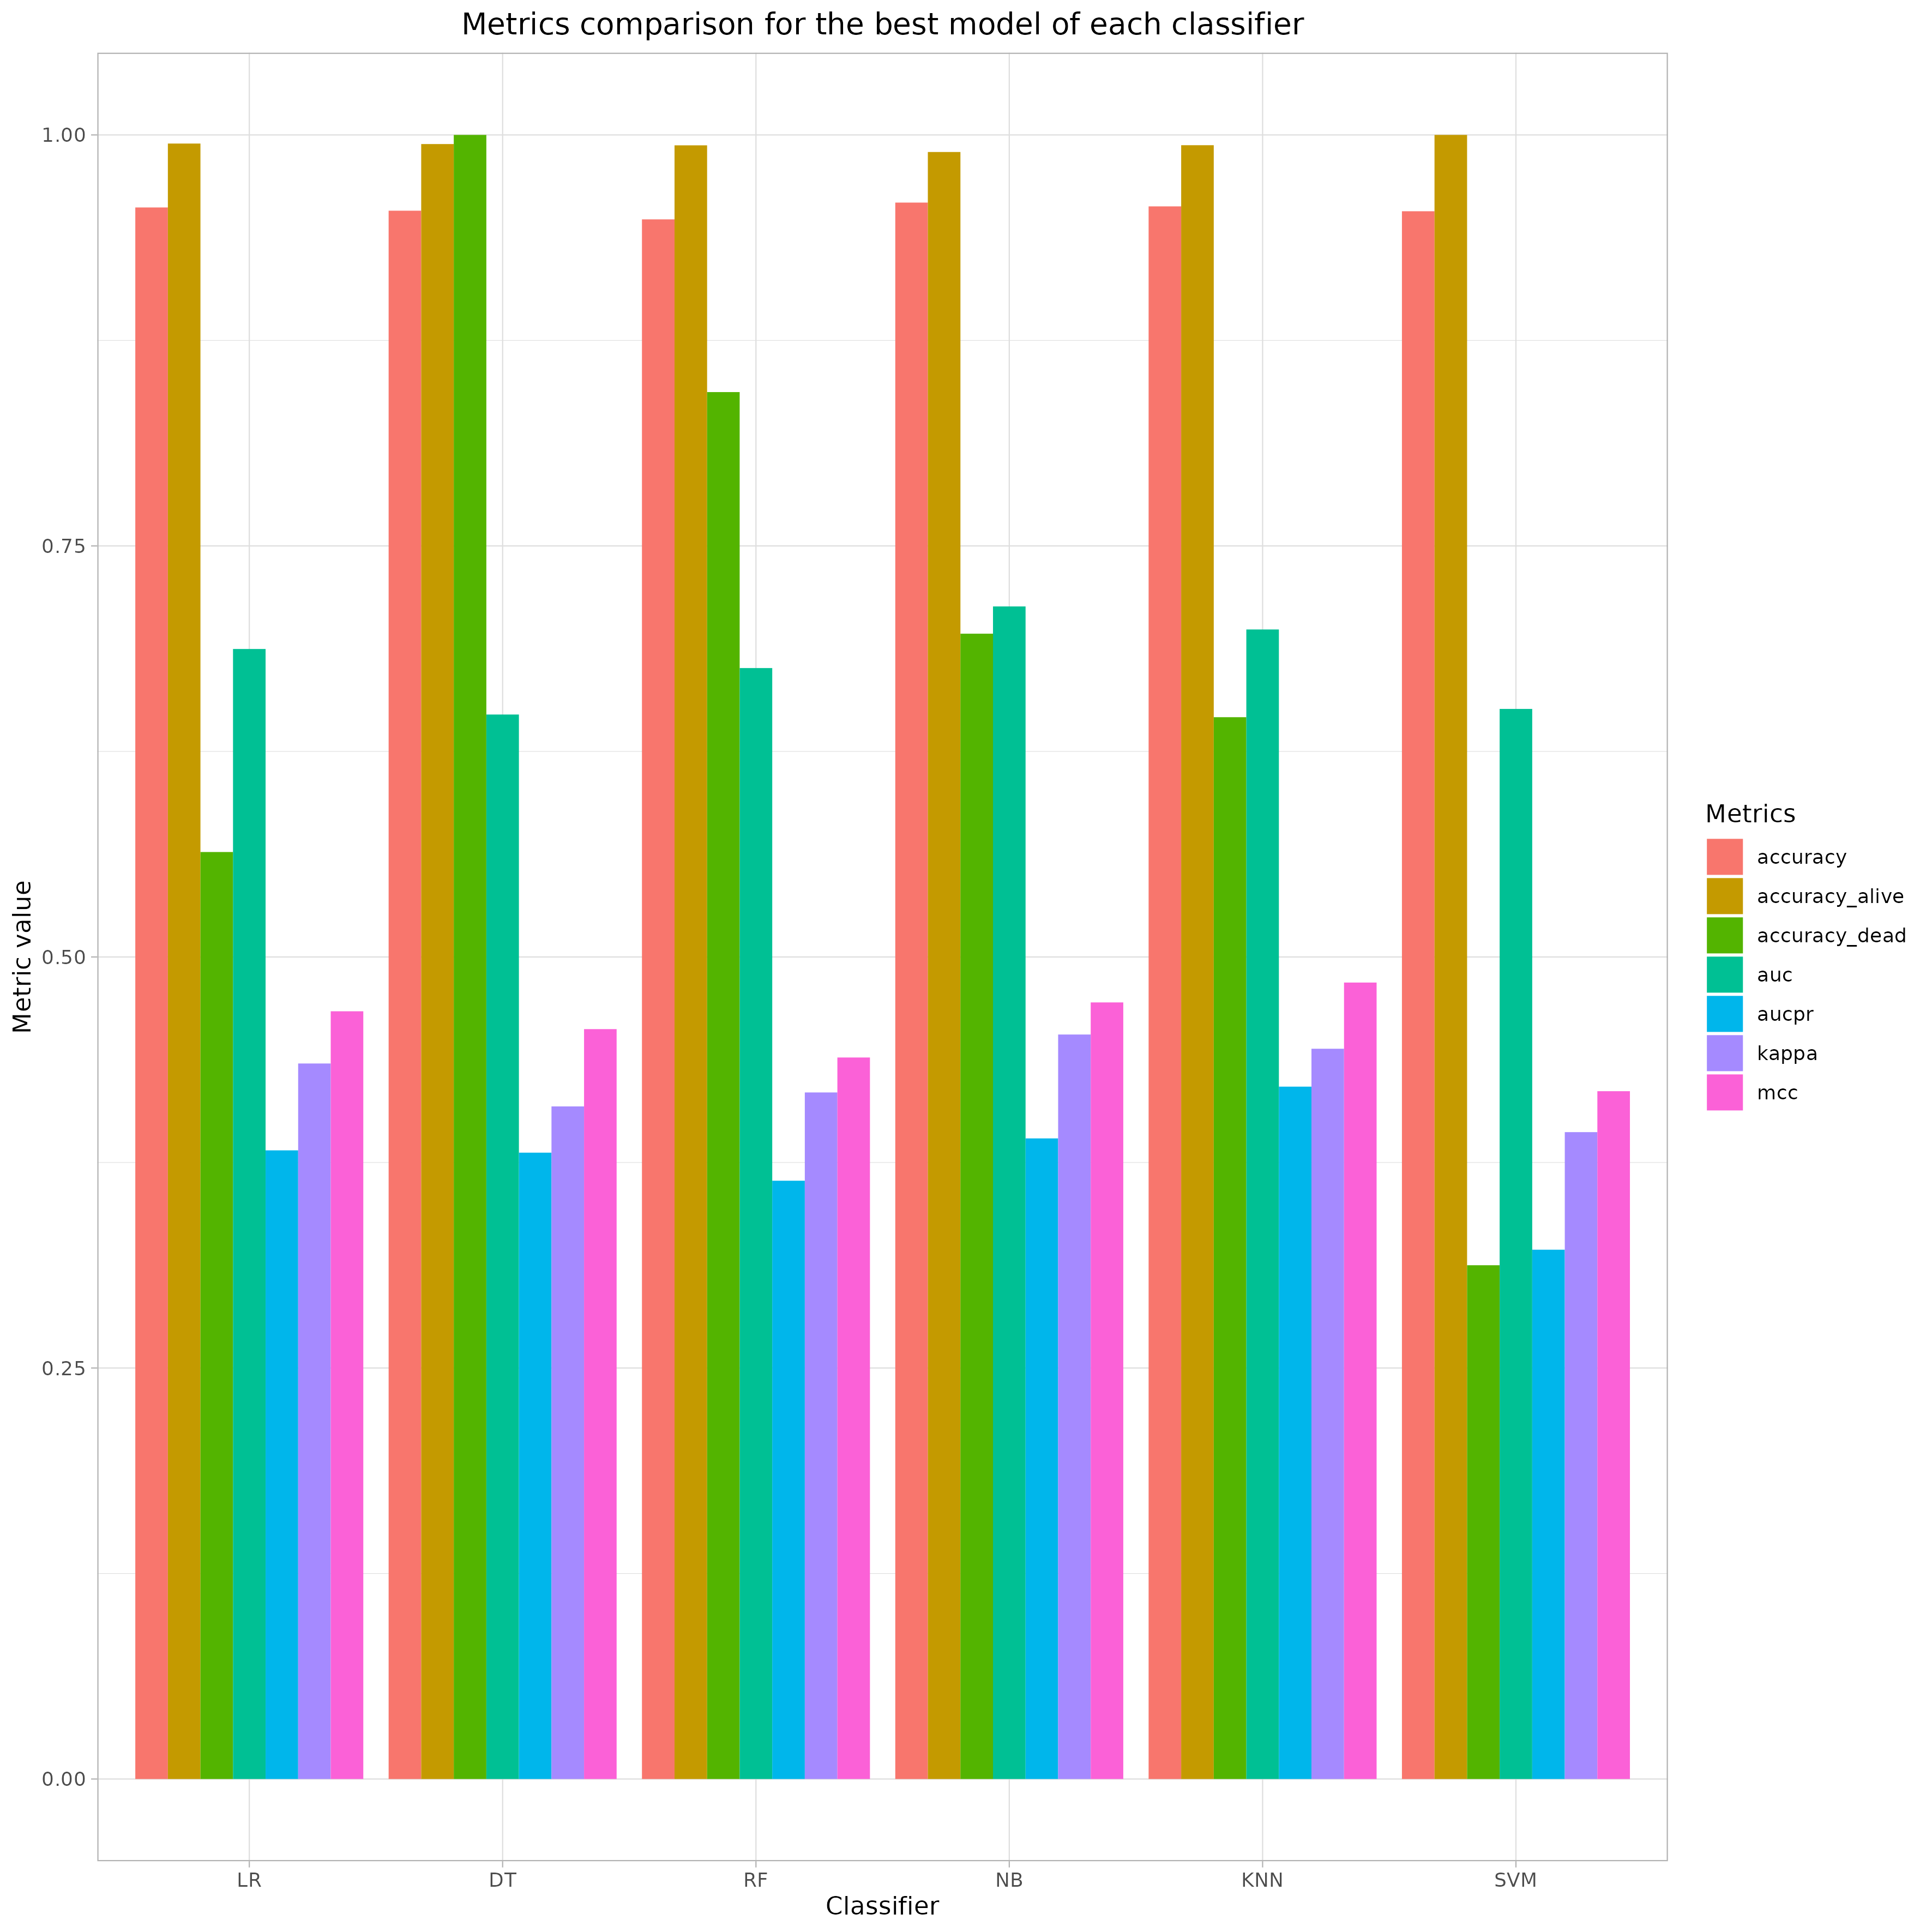 Metrics comparison for the best model of each classifier
1.00
0.75
0.50
0.25
0.00
Metric value
LR DT RF NB KNN SVM
Classifier
Metrics
accuracy
accuracy_alive
accuracy_dead
auc
aucpr
kappa
mcc